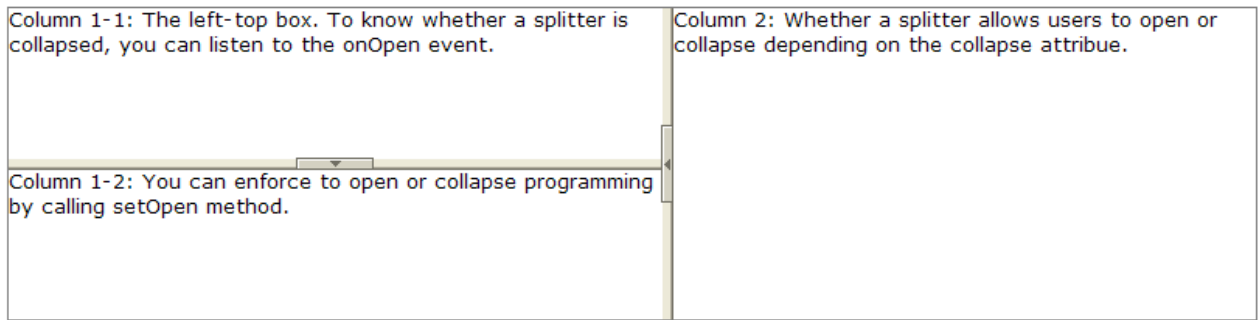 Column 1-1: The left-top box. To know whether a splitter is
collapsed, you can listen to the onOpen event.
Column 1-2: You can enforce to open or collapse programming
by calling setOpen method.
Column 2: Whether a splitter allows users to open or
collapse depending on the collapse attribue.